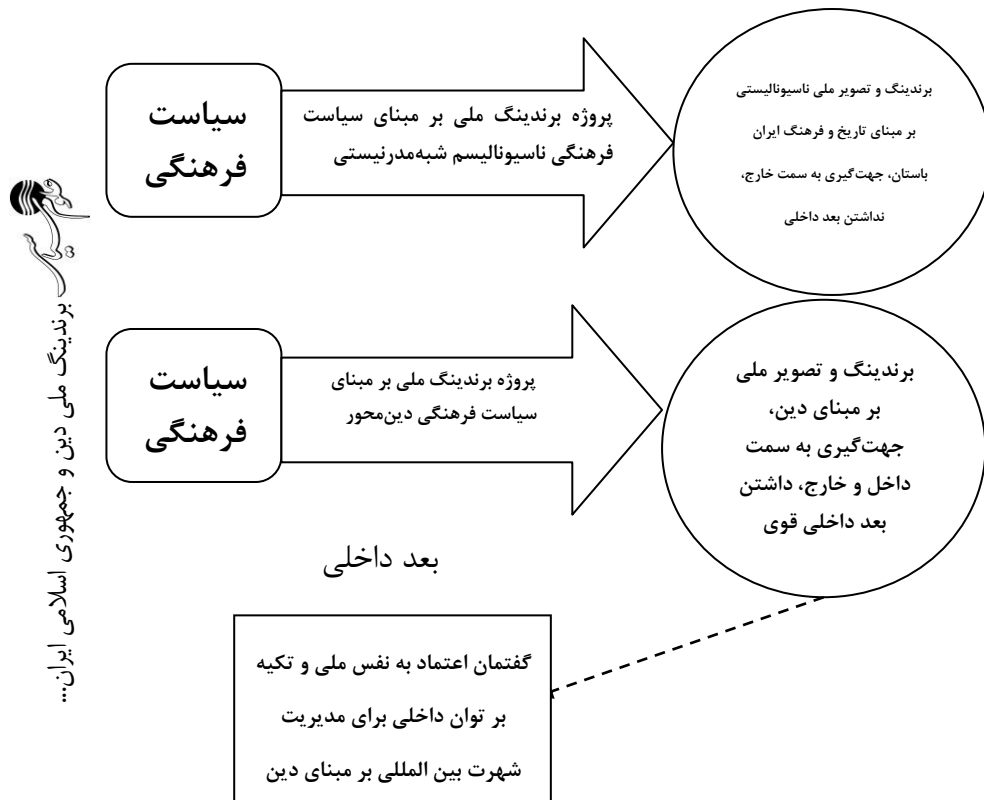 سیاست
فرهنگی
پروژه برندینگ ملی بر مبنای سیاست
فرهنگی ناسیونالیسم شبه‌مدرنیستی
برندینگ و تصویر ملی ناسیونالیستی
بر مبنای تاریخ و فرهنگ ایران
باستان، جهت‌گیری به سمت خارج،
نداشتن بعد داخلی
سیاست
فرهنگی
پروژه برندینگ ملی بر مبنای
سیاست فرهنگی دین‌محور
برندینگ و تصویر ملی
بر مبنای دین،
جهت‌گیری به سمت
داخل و خارج، داشتن
بعد داخلی قوی
بعد داخلی
گفتمان اعتماد به نفس ملی و تکیه
بر توان داخلی برای مدیریت
شهرت بین المللی بر مبنای دین
برندینگ ملی دین و جمهوری اسلامی ایران...